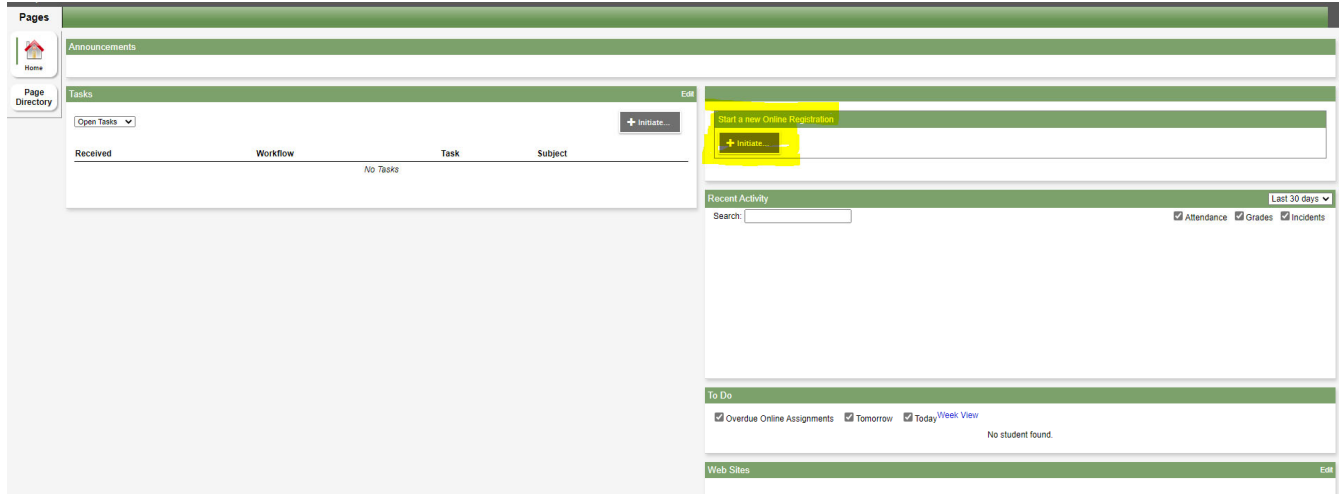 Pages
Home
Page
Directory
Announcements
Tasks Edit
Open Tasks
+ Initiate...
Received Workflow Task Subject
No Tasks
Start a new Online Registration
+ Initiate...
Recent Activity Last 30 days
Search: Attendance Grades Incidents
To Do
Overdue Online Assignments Tomorrow Today Week View
No student found.
Web Sites Edit